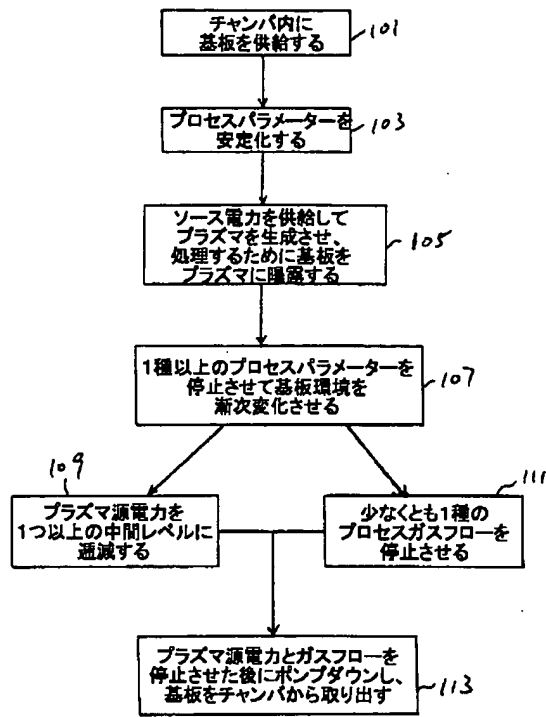 チャンバ内に
基板を供給する
101
プロセスパラメーターを
安定化する
103
ソース電力を供給して
プラズマを生成させ、
処理するために基板を
プラズマに曝露する
105
1種以上のプロセスパラメーターを
停止させて基板環境を
漸次変化させる
107
109
プラズマ源電力を
1つ以上の中間レベルに
逓減する
111
少なくとも1種の
プロセスガスフローを
停止させる
プラズマ源電力とガスフローを
停止させた後にポンプダウンし、
基板をチャンバから取り出す
113